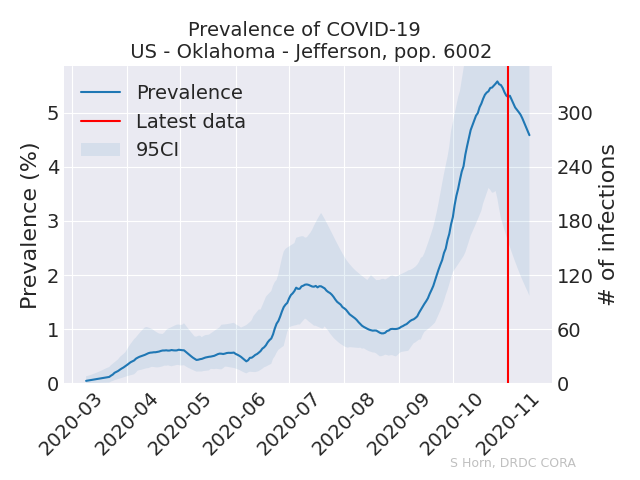 Prevalence of COVID-19
US - Oklahoma - Jefferson, pop. 6002
Prevalence
Latest data
95CI
Prevalence (%)
5
4
3
2
1
0
300
240
180
120
60
0
# of infections
2020-03
2020-04
2020-05
2020-06
2020-07
2020-08
2020-09
2020-10
2020-11
S Horn, DRDC CORA